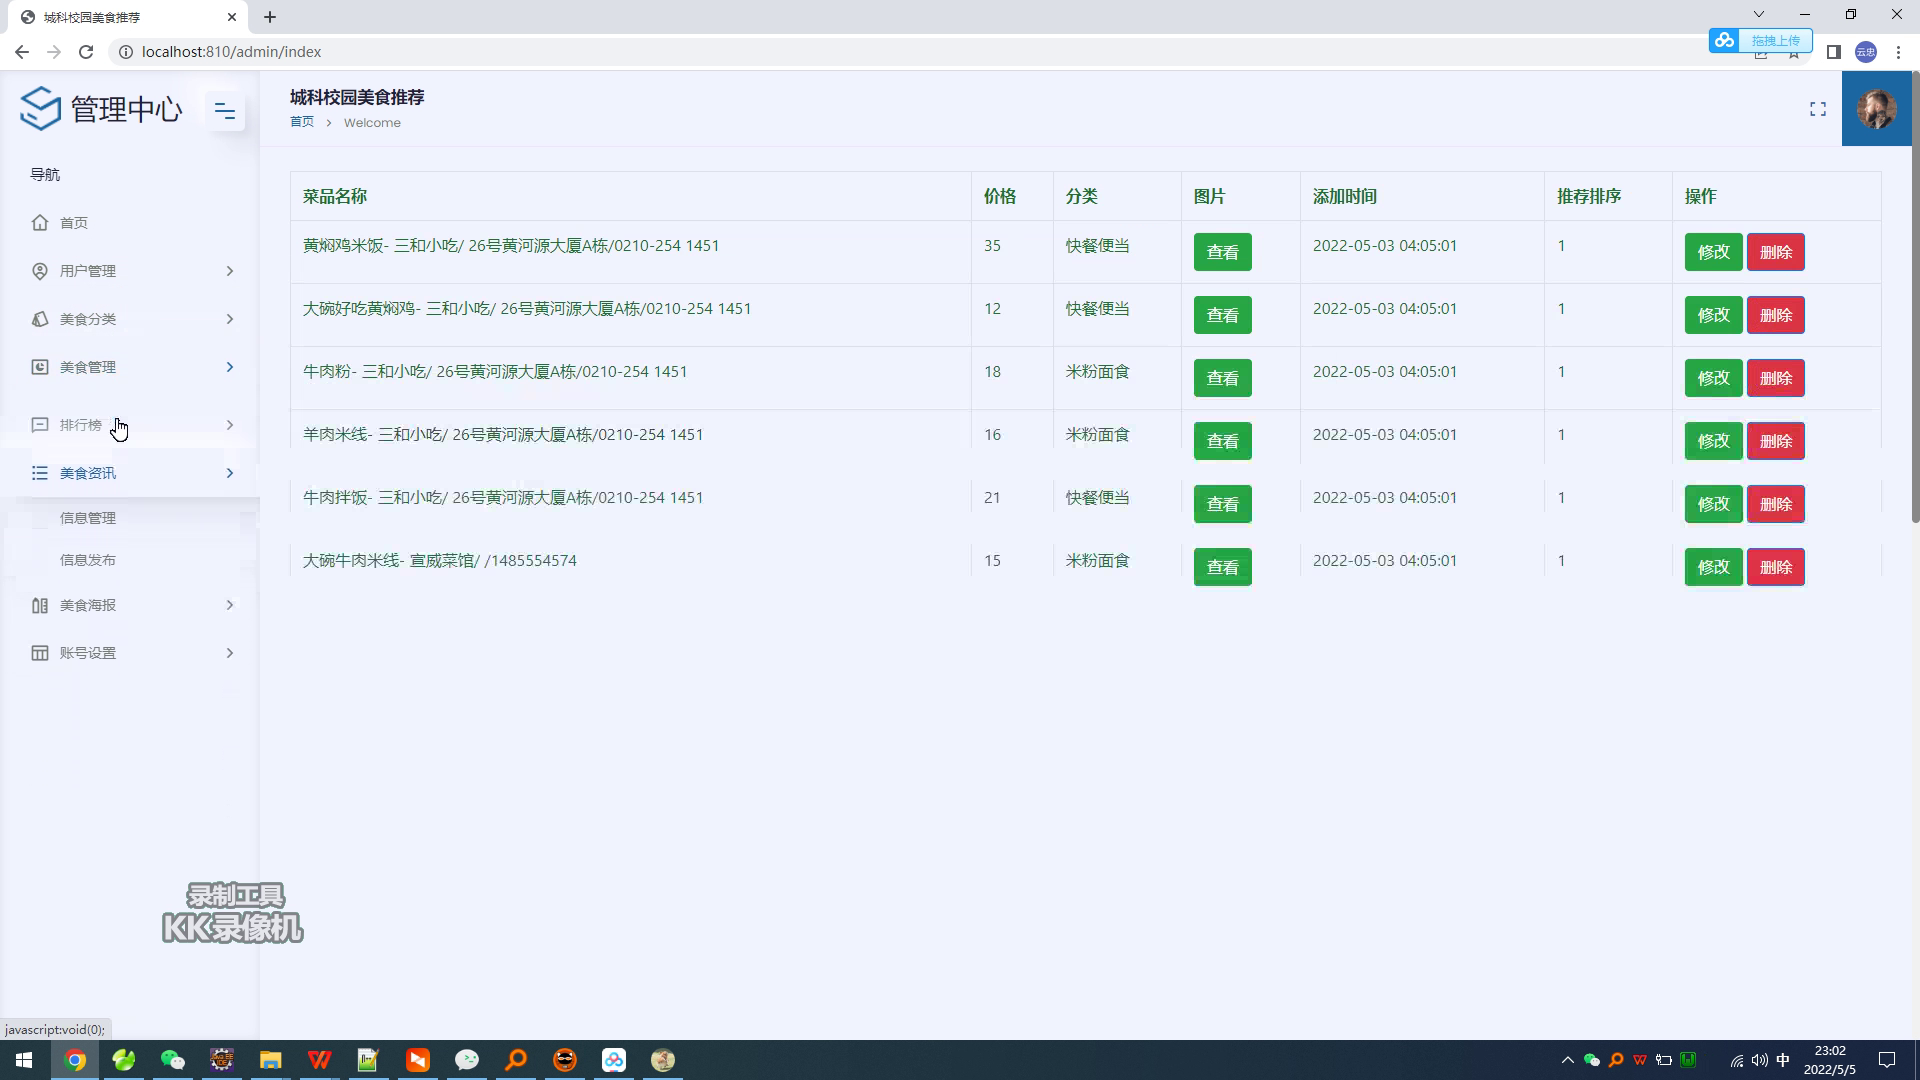 城科校园美食推荐
localhost:810/admin/index
拖拽上传
云忠
管理中心
城科校园美食推荐
首页 > Welcome
导航
首页
用户管理
美食分类
美食管理
排行榜
美食资讯
信息管理
信息发布
美食海报
账号设置
菜品名称 价格 分类 图片 添加时间 推荐排序 操作
黄焖鸡米饭- 三和小吃/ 26号黄河源大厦A栋/0210-254 1451 35 快餐便当 查看 2022-05-03 04:05:01 1 修改 删除
大碗好吃黄焖鸡- 三和小吃/ 26号黄河源大厦A栋/0210-254 1451 12 快餐便当 查看 2022-05-03 04:05:01 1 修改 删除
牛肉粉- 三和小吃/ 26号黄河源大厦A栋/0210-254 1451 18 米粉面食 查看 2022-05-03 04:05:01 1 修改 删除
羊肉米线- 三和小吃/ 26号黄河源大厦A栋/0210-254 1451 16 米粉面食 查看 2022-05-03 04:05:01 1 修改 删除
牛肉拌饭- 三和小吃/ 26号黄河源大厦A栋/0210-254 1451 21 快餐便当 查看 2022-05-03 04:05:01 1 修改 删除
大碗牛肉米线- 宣威菜馆/ /1485554574 15 米粉面食 查看 2022-05-03 04:05:01 1 修改 删除
录制工具
KK录像机
javascript:void(0);
中
23:02
2022/5/5